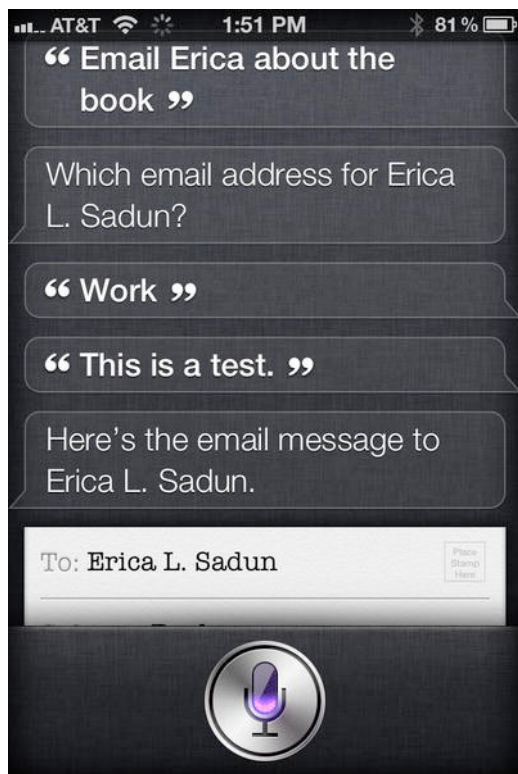 AT&T 1:51 PM 81%
“ Email Erica about the
book ”
Which email address for Erica
L. Sadun?
“ Work ”
“ This is a test. ”
Here’s the email message to
Erica L. Sadun.
To: Erica L. Sadun
Place
Stamp
Here